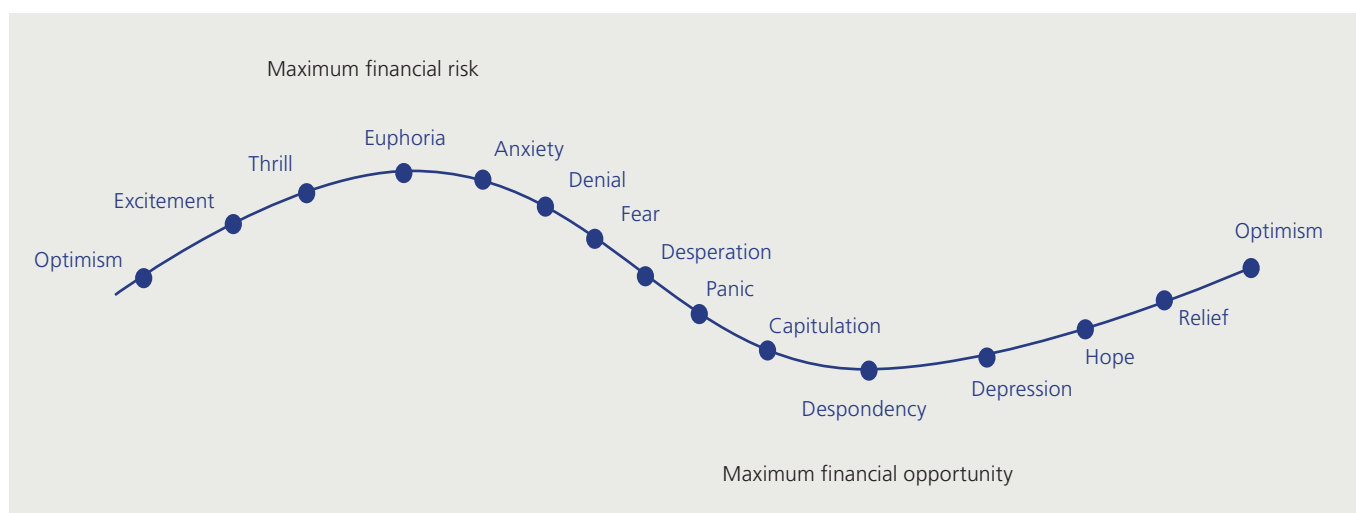 Maximum financial risk
Euphoria
Anxiety
Thrill
Denial
Excitement
Fear
Optimism
Desperation
Optimism
Panic
Relief
Capitulation
Hope
Depression
Despondency
Maximum financial opportunity